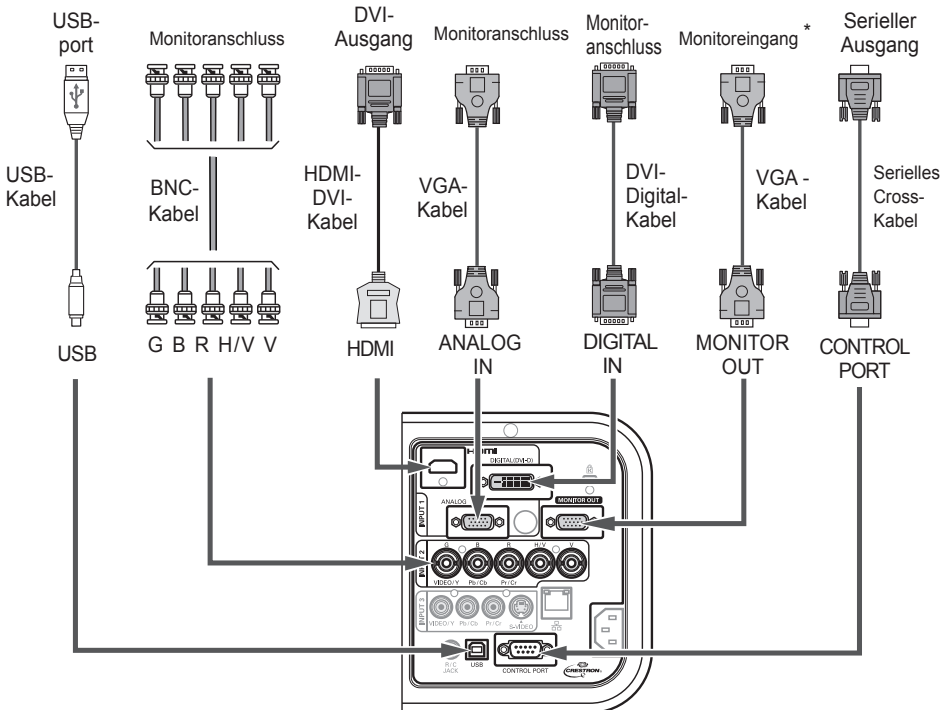 USB-
port
Monitoranschluss
DVI-
Ausgang
Monitoranschluss
Monitor-
anschluss
Monitoreingang *
Serieller
Ausgang
USB-
Kabel
BNC-
Kabel
HDMI-
DVI-
Kabel
VGA-
Kabel
DVI-
Digital-
Kabel
VGA -
Kabel
Serielles
Cross-
Kabel
USB
G B R H/V V
HDMI
ANALOG
IN
DIGITAL
IN
MONITOR
OUT
CONTROL
PORT
HDMI
DIGITAL(DVI-D)
INPUT 1
ANALOG
MONITOR OUT
INPUT 2
G B R H/V V
VIDEO/Y Pb/Cb Pr/Cr
INPUT 3
VIDEO/Y Pb/Cb Pr/Cr S-VIDEO
R/C
JACK
USB
CONTROL PORT
CRESTRON